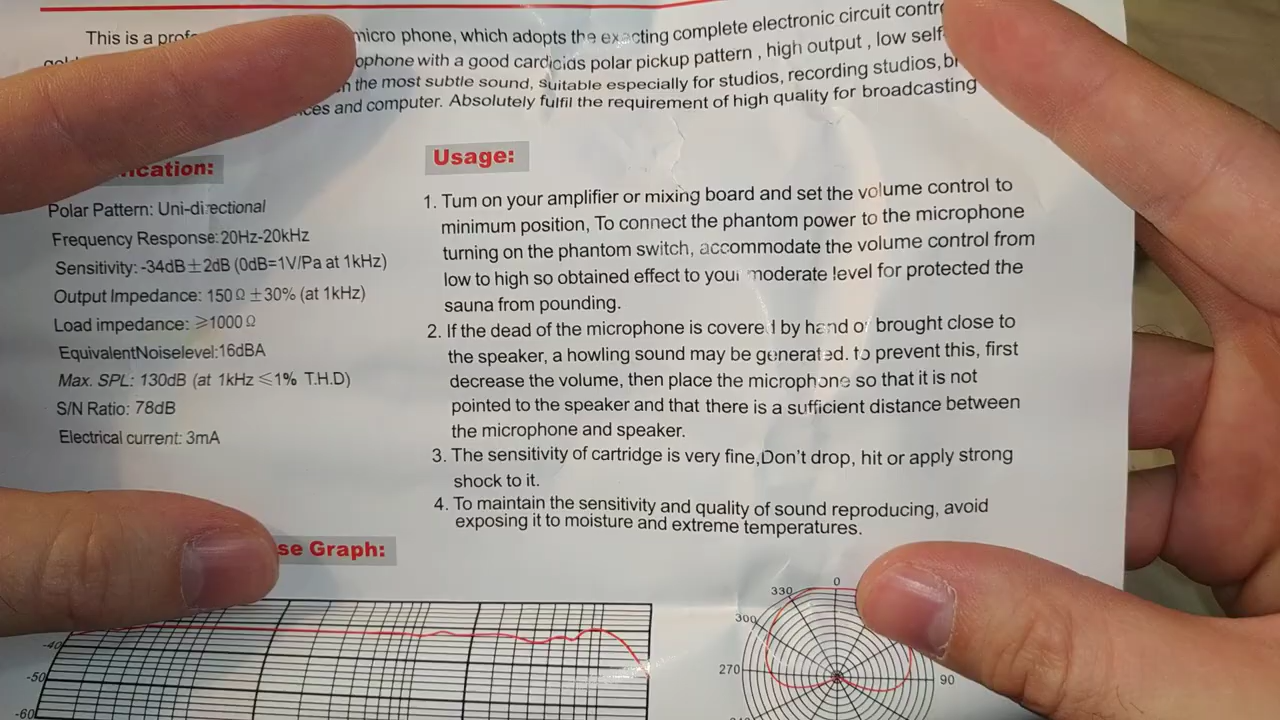 This is a micro phone, which adopts the exacting complete electronic circuit
with a good cardicids polar pickup pattern , high output , low self-
the most subtle sound, suitable especially for studios, recording studios,
and computer. Absolutely fulfil the requirement of high quality for broadcasting
Polar Pattern: Uni-directional
Frequency Response:20Hz-20kHz
Sensitivity: -34dB±2dB (0dB=1V/Pa at 1kHz)
Output Impedance: 150Ω±30% (at 1kHz)
Load impedance: ≥1000Ω
EquivalentNoiselevel:16dBA
Max. SPL: 130dB (at 1kHz ≤1% T.H.D)
S/N Ratio: 78dB
Electrical current: 3mA
Usage:
1. Tum on your amplifier or mixing board and set the volume control to
minimum position, To connect the phantom power to the microphone
turning on the phantom switch, accommodate the volume control from
low to high so obtained effect to your moderate level for protected the
sauna from pounding.
2. If the dead of the microphone is covered by hand or brought close to
the speaker, a howling sound may be generated. to prevent this, first
decrease the volume, then place the microphone so that it is not
pointed to the speaker and that there is a sufficient distance between
the microphone and speaker.
3. The sensitivity of cartridge is very fine,Don't drop, hit or apply strong
shock to it.
4. To maintain the sensitivity and quality of sound reproducing, avoid
exposing it to moisture and extreme temperatures.
Graph:
-40
-50
-60
0
330
300
270
90